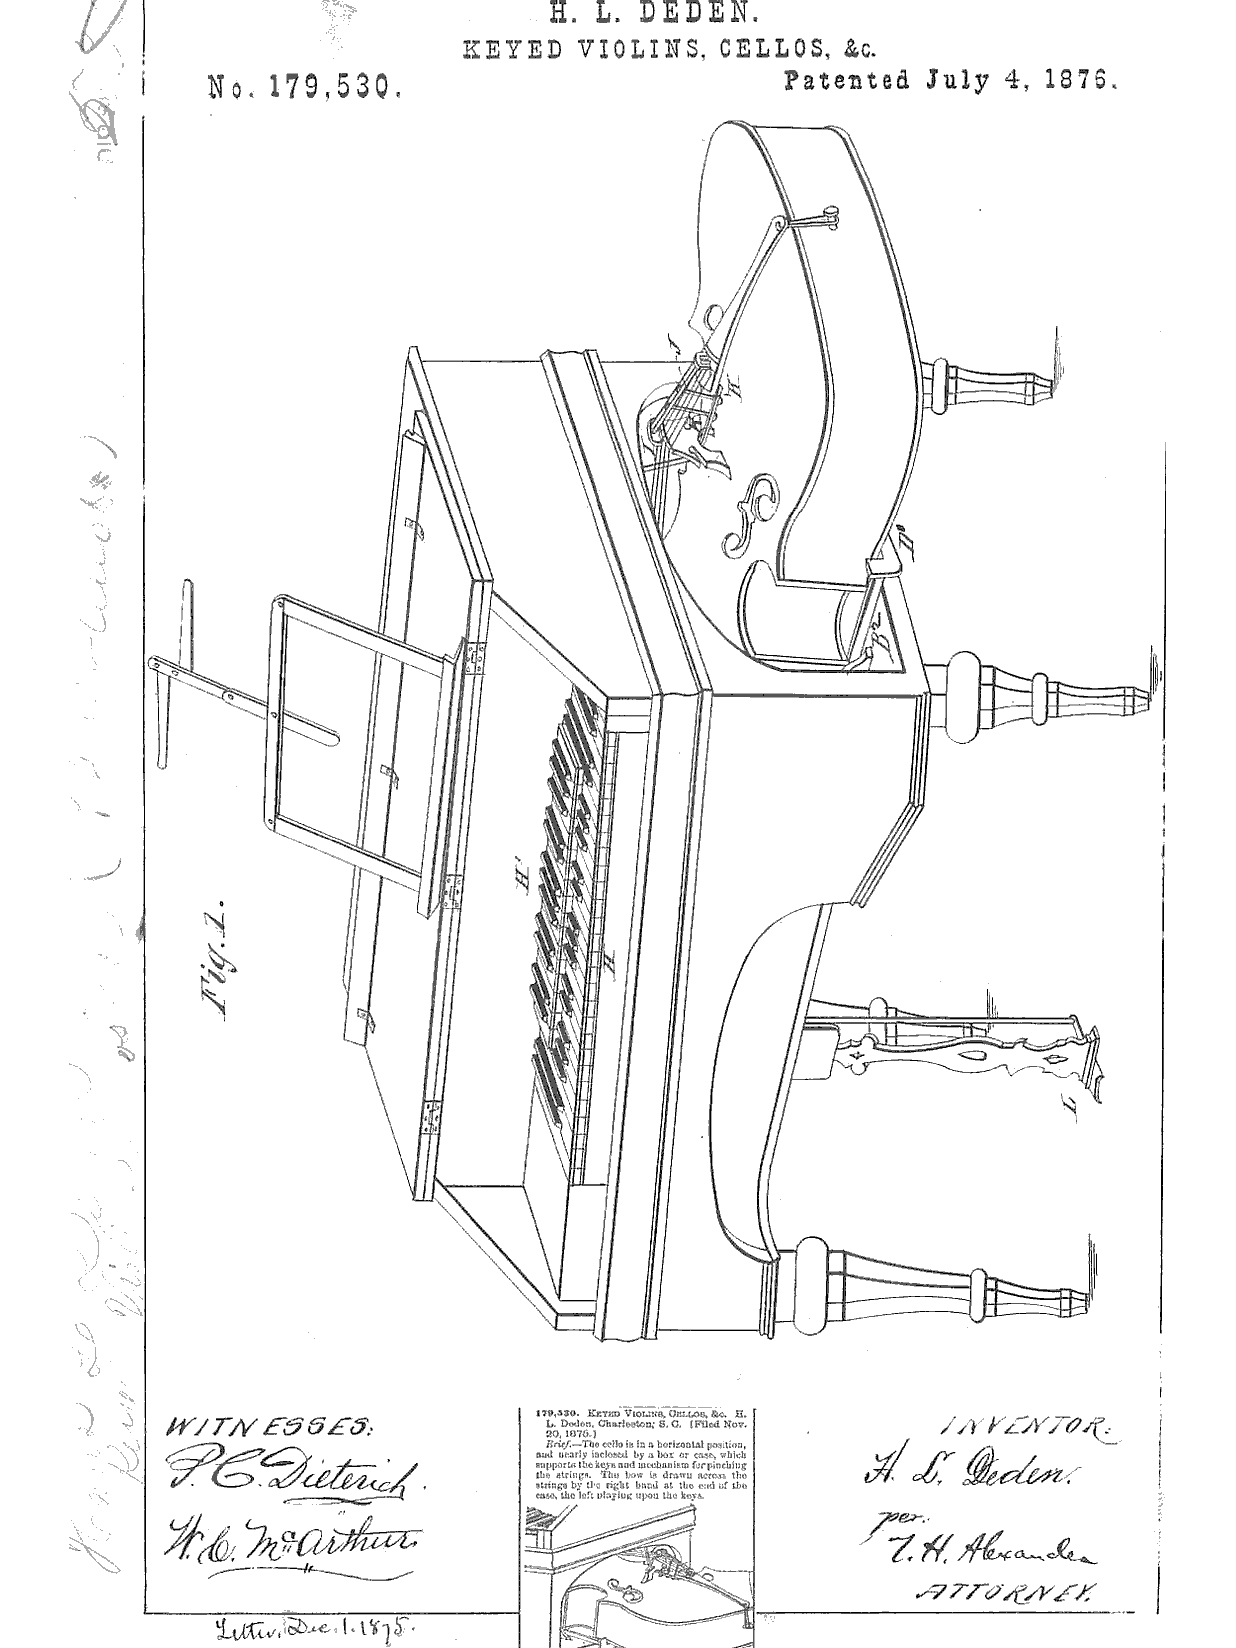 H. L. DEDEN.
KEYED VIOLINS, CELLOS, &c.
No. 179,530.
Patented July 4, 1876.
J
K
B2
H'
H
Fig. 1.
L
WITNESSES:
P. C. Dieterich.
W. C. McArthur
179,530. KEYED VIOLINS, CELLOS, &c. H.
L. Deden, Charleston, S. C. [Filed Nov.
20, 1875.]
Brief.—The cello is in a horizontal position,
and nearly inclosed by a box or case, which
supports the keys and mechanism for pinching
the strings. The bow is drawn across the
strings by the right hand at the end of the
case, the left playing upon the keys.
INVENTOR:
H. L. Deden.
per.
T. H. Alexander
ATTORNEY.
Letter, Dec. 1. 1875.